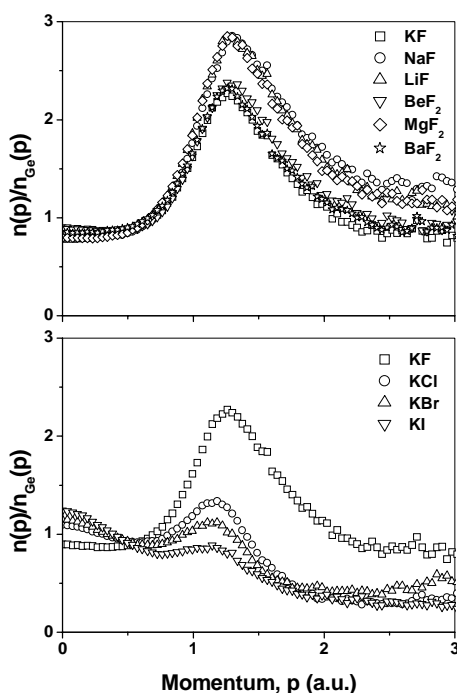 3
KF
NaF
LiF
BeF₂
MgF₂
BaF₂
2
n(p)/n_Ge(p)
1
0
3
KF
KCl
KBr
KI
2
n(p)/n_Ge(p)
1
0
0 1 2 3
Momentum, p (a.u.)